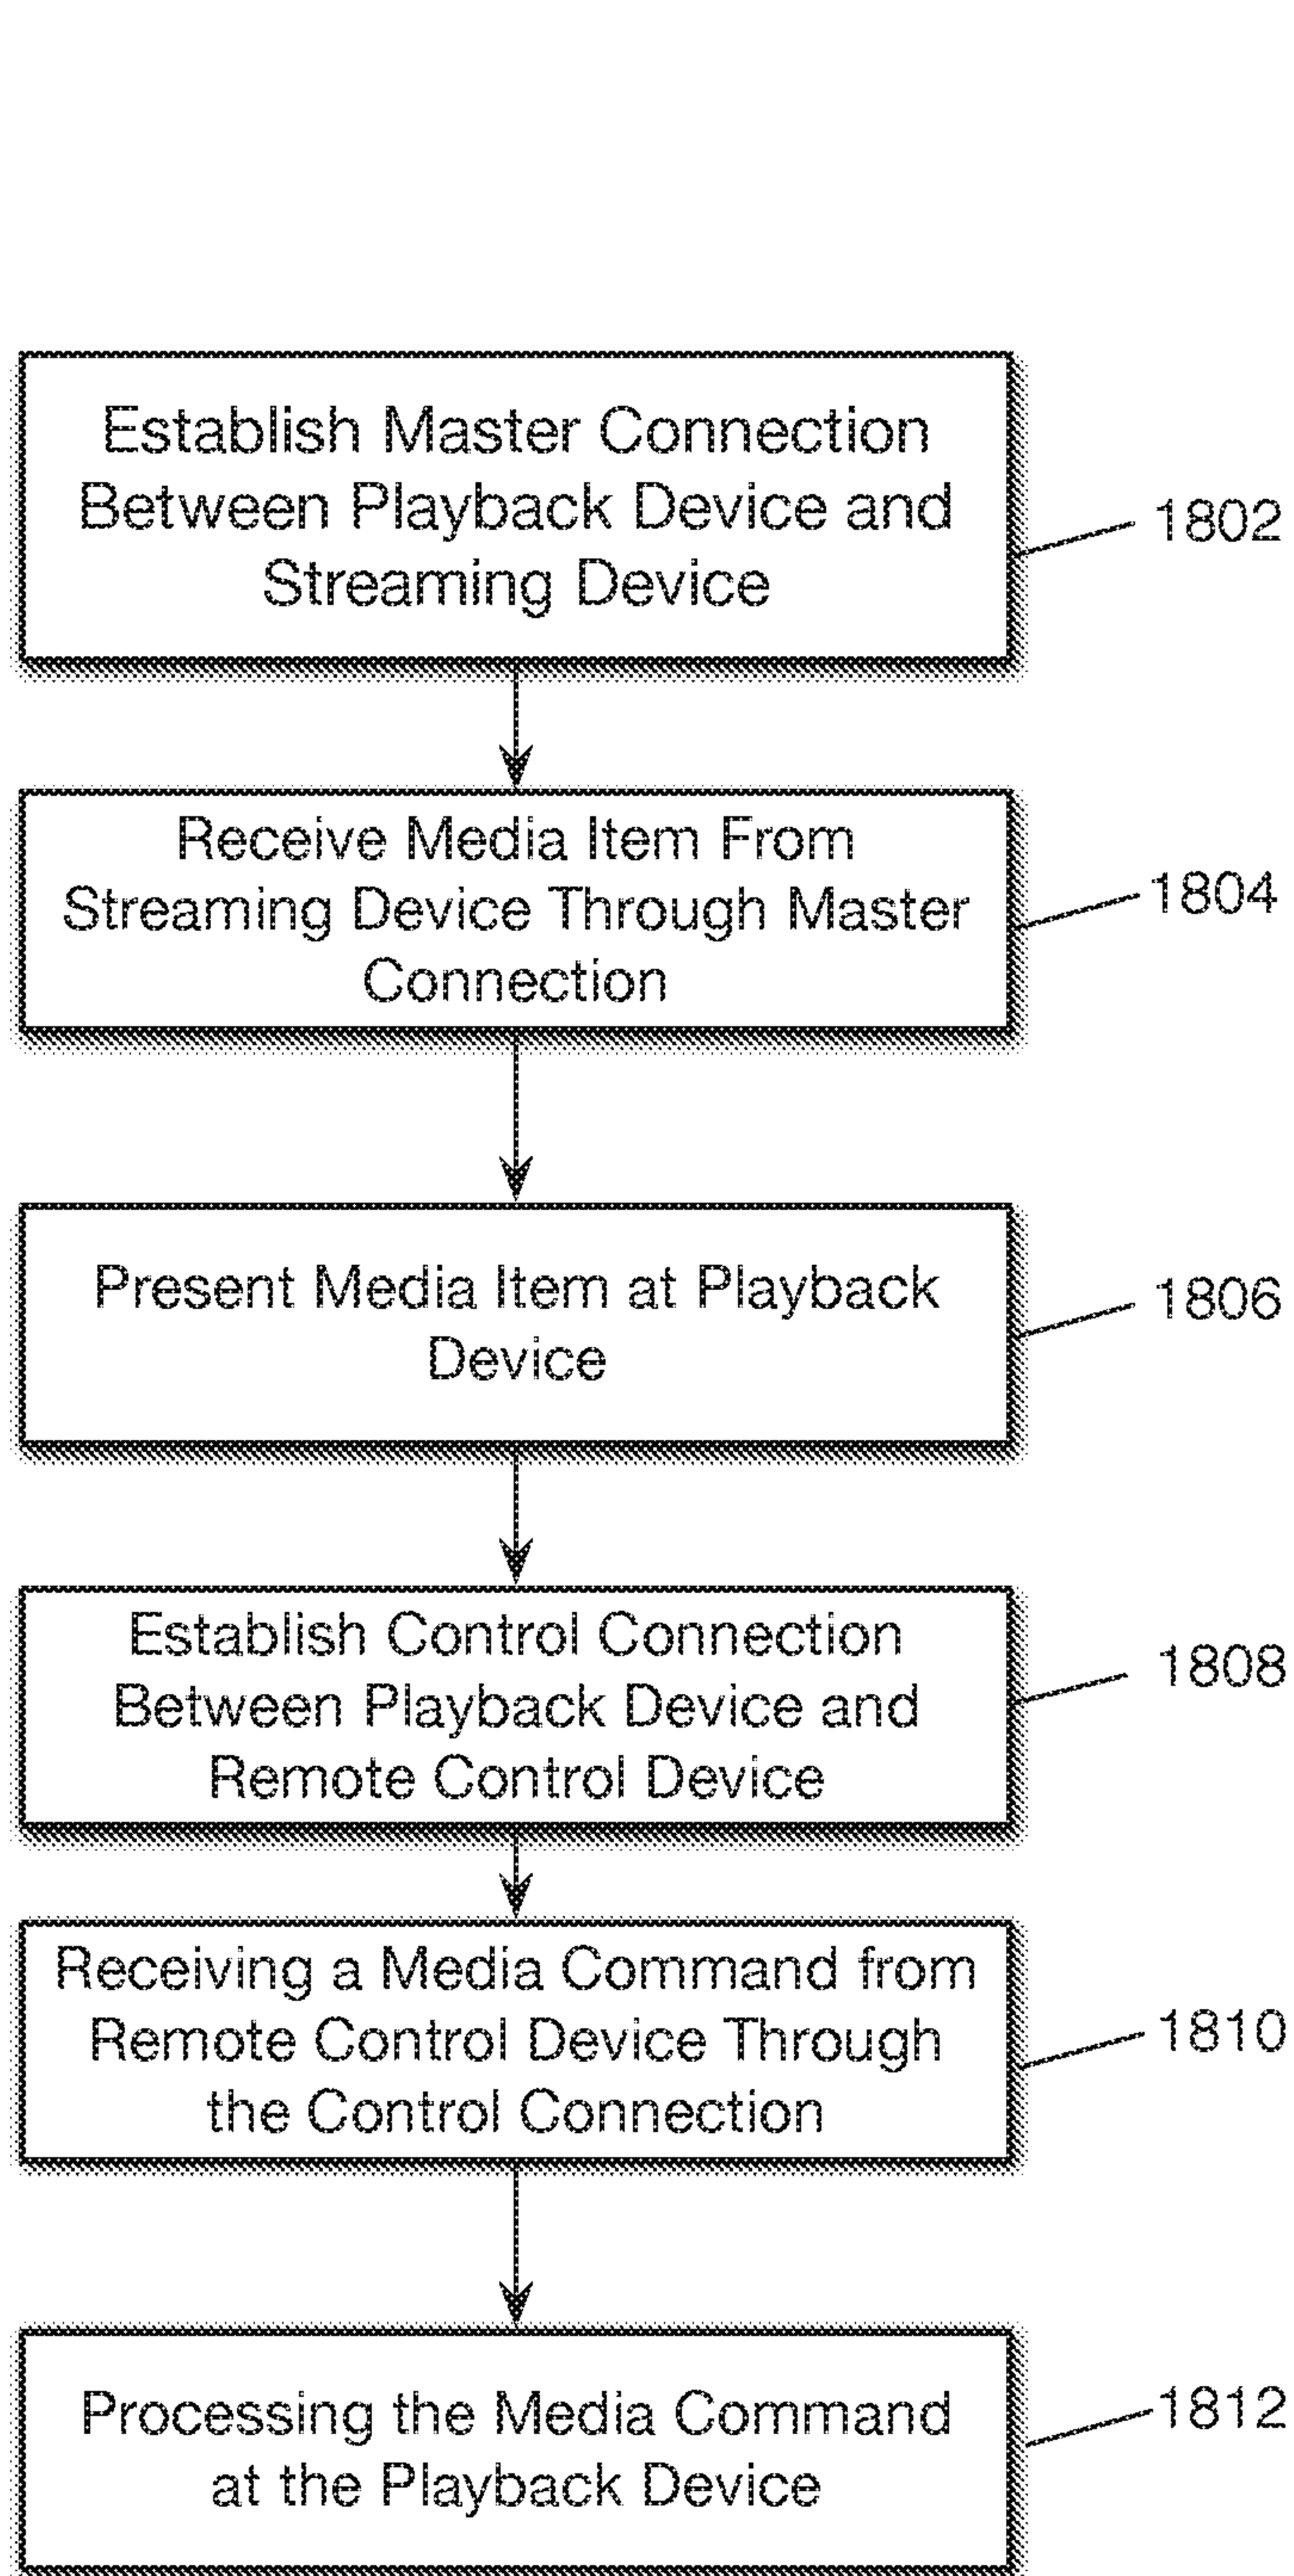 Establish Master Connection
Between Playback Device and
Streaming Device
1802
Receive Media Item From
Streaming Device Through Master
Connection
1804
Present Media Item at Playback
Device
1806
Establish Control Connection
Between Playback Device and
Remote Control Device
1808
Receiving a Media Command from
Remote Control Device Through
the Control Connection
1810
Processing the Media Command
at the Playback Device
1812